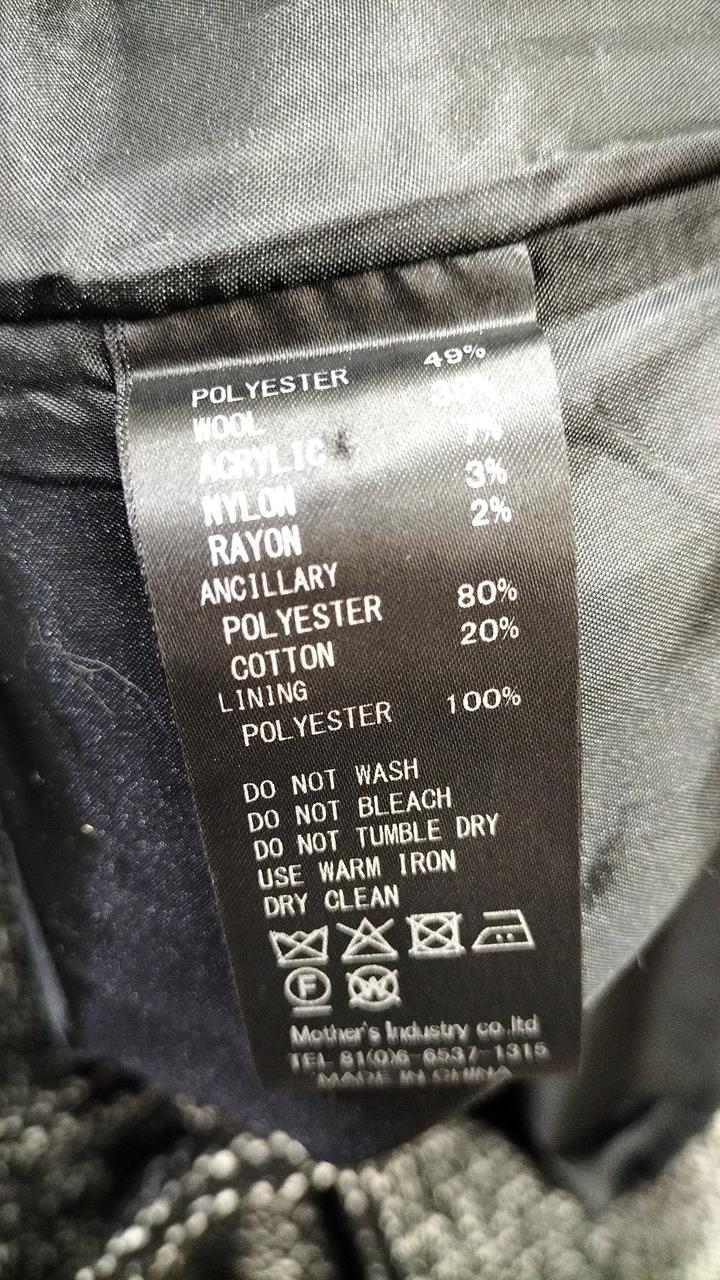 POLYESTER 49%
WOOL 39%
ACRYLIC 7%
NYLON 3%
RAYON 2%
ANCILLARY
POLYESTER 80%
COTTON 20%
LINING
POLYESTER 100%
DO NOT WASH
DO NOT BLEACH
DO NOT TUMBLE DRY
USE WARM IRON
DRY CLEAN
F W
Mother's Industry co.ltd
TEL 81(0)6-6537-1315
MADE IN CHINA